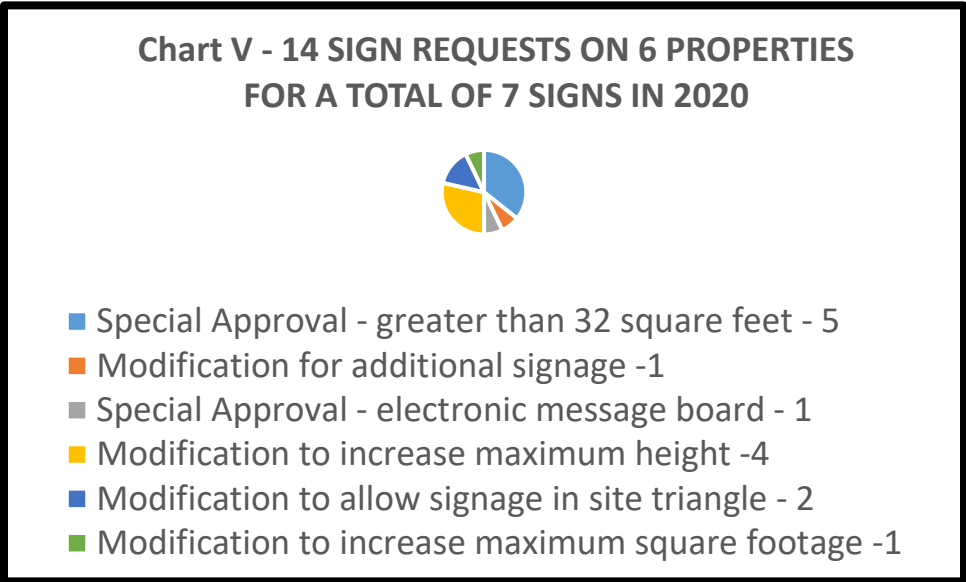 Chart V - 14 SIGN REQUESTS ON 6 PROPERTIES
FOR A TOTAL OF 7 SIGNS IN 2020
Special Approval - greater than 32 square feet - 5
Modification for additional signage -1
Special Approval - electronic message board - 1
Modification to increase maximum height -4
Modification to allow signage in site triangle - 2
Modification to increase maximum square footage -1